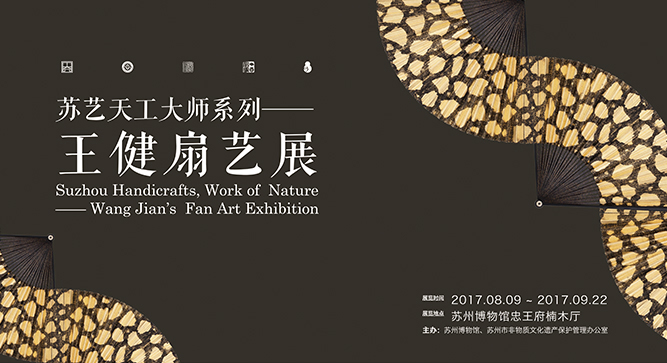 苏艺天工大师系列——
王健扇艺展
Suzhou Handicrafts, Work of Nature
—— Wang Jian's Fan Art Exhibition
展览时间 2017.08.09 ~ 2017.09.22
展览地点 苏州博物馆忠王府楠木厅
主办：苏州博物馆、苏州市非物质文化遗产保护管理办公室